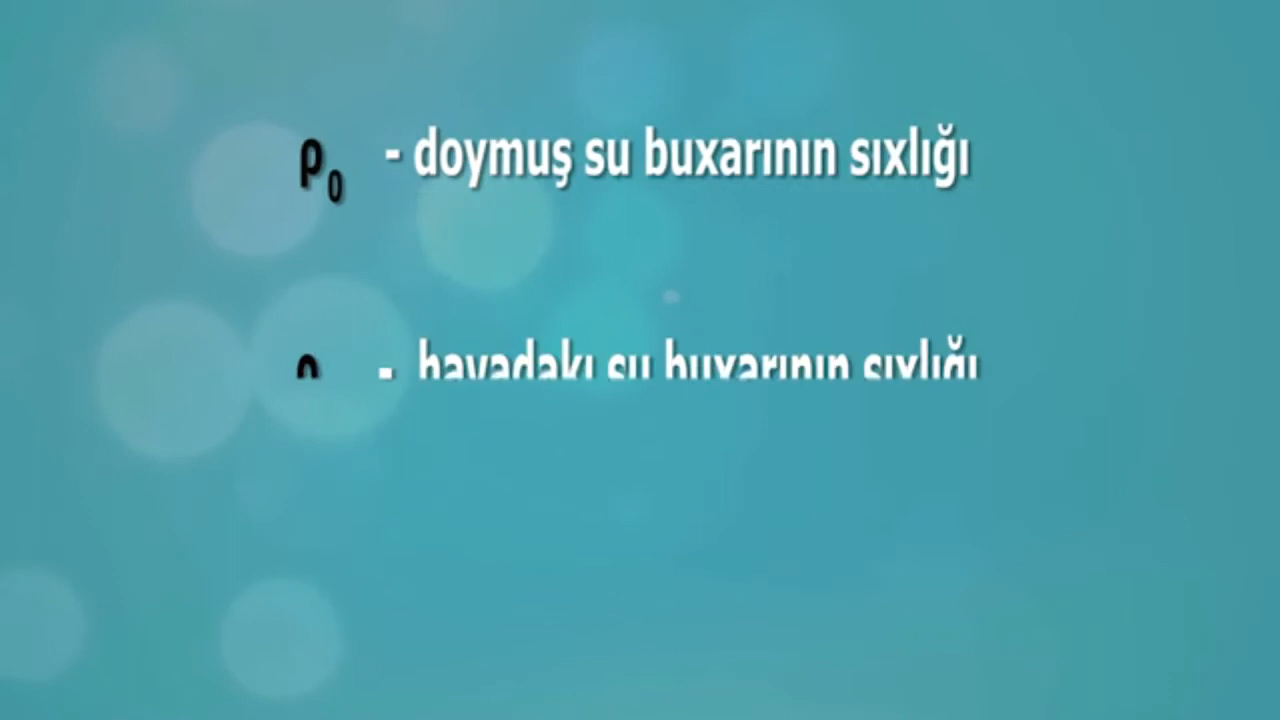 ρ₀ - doymuş su buxarının sıxlığı
- havadakı su buxarının sıxlığı